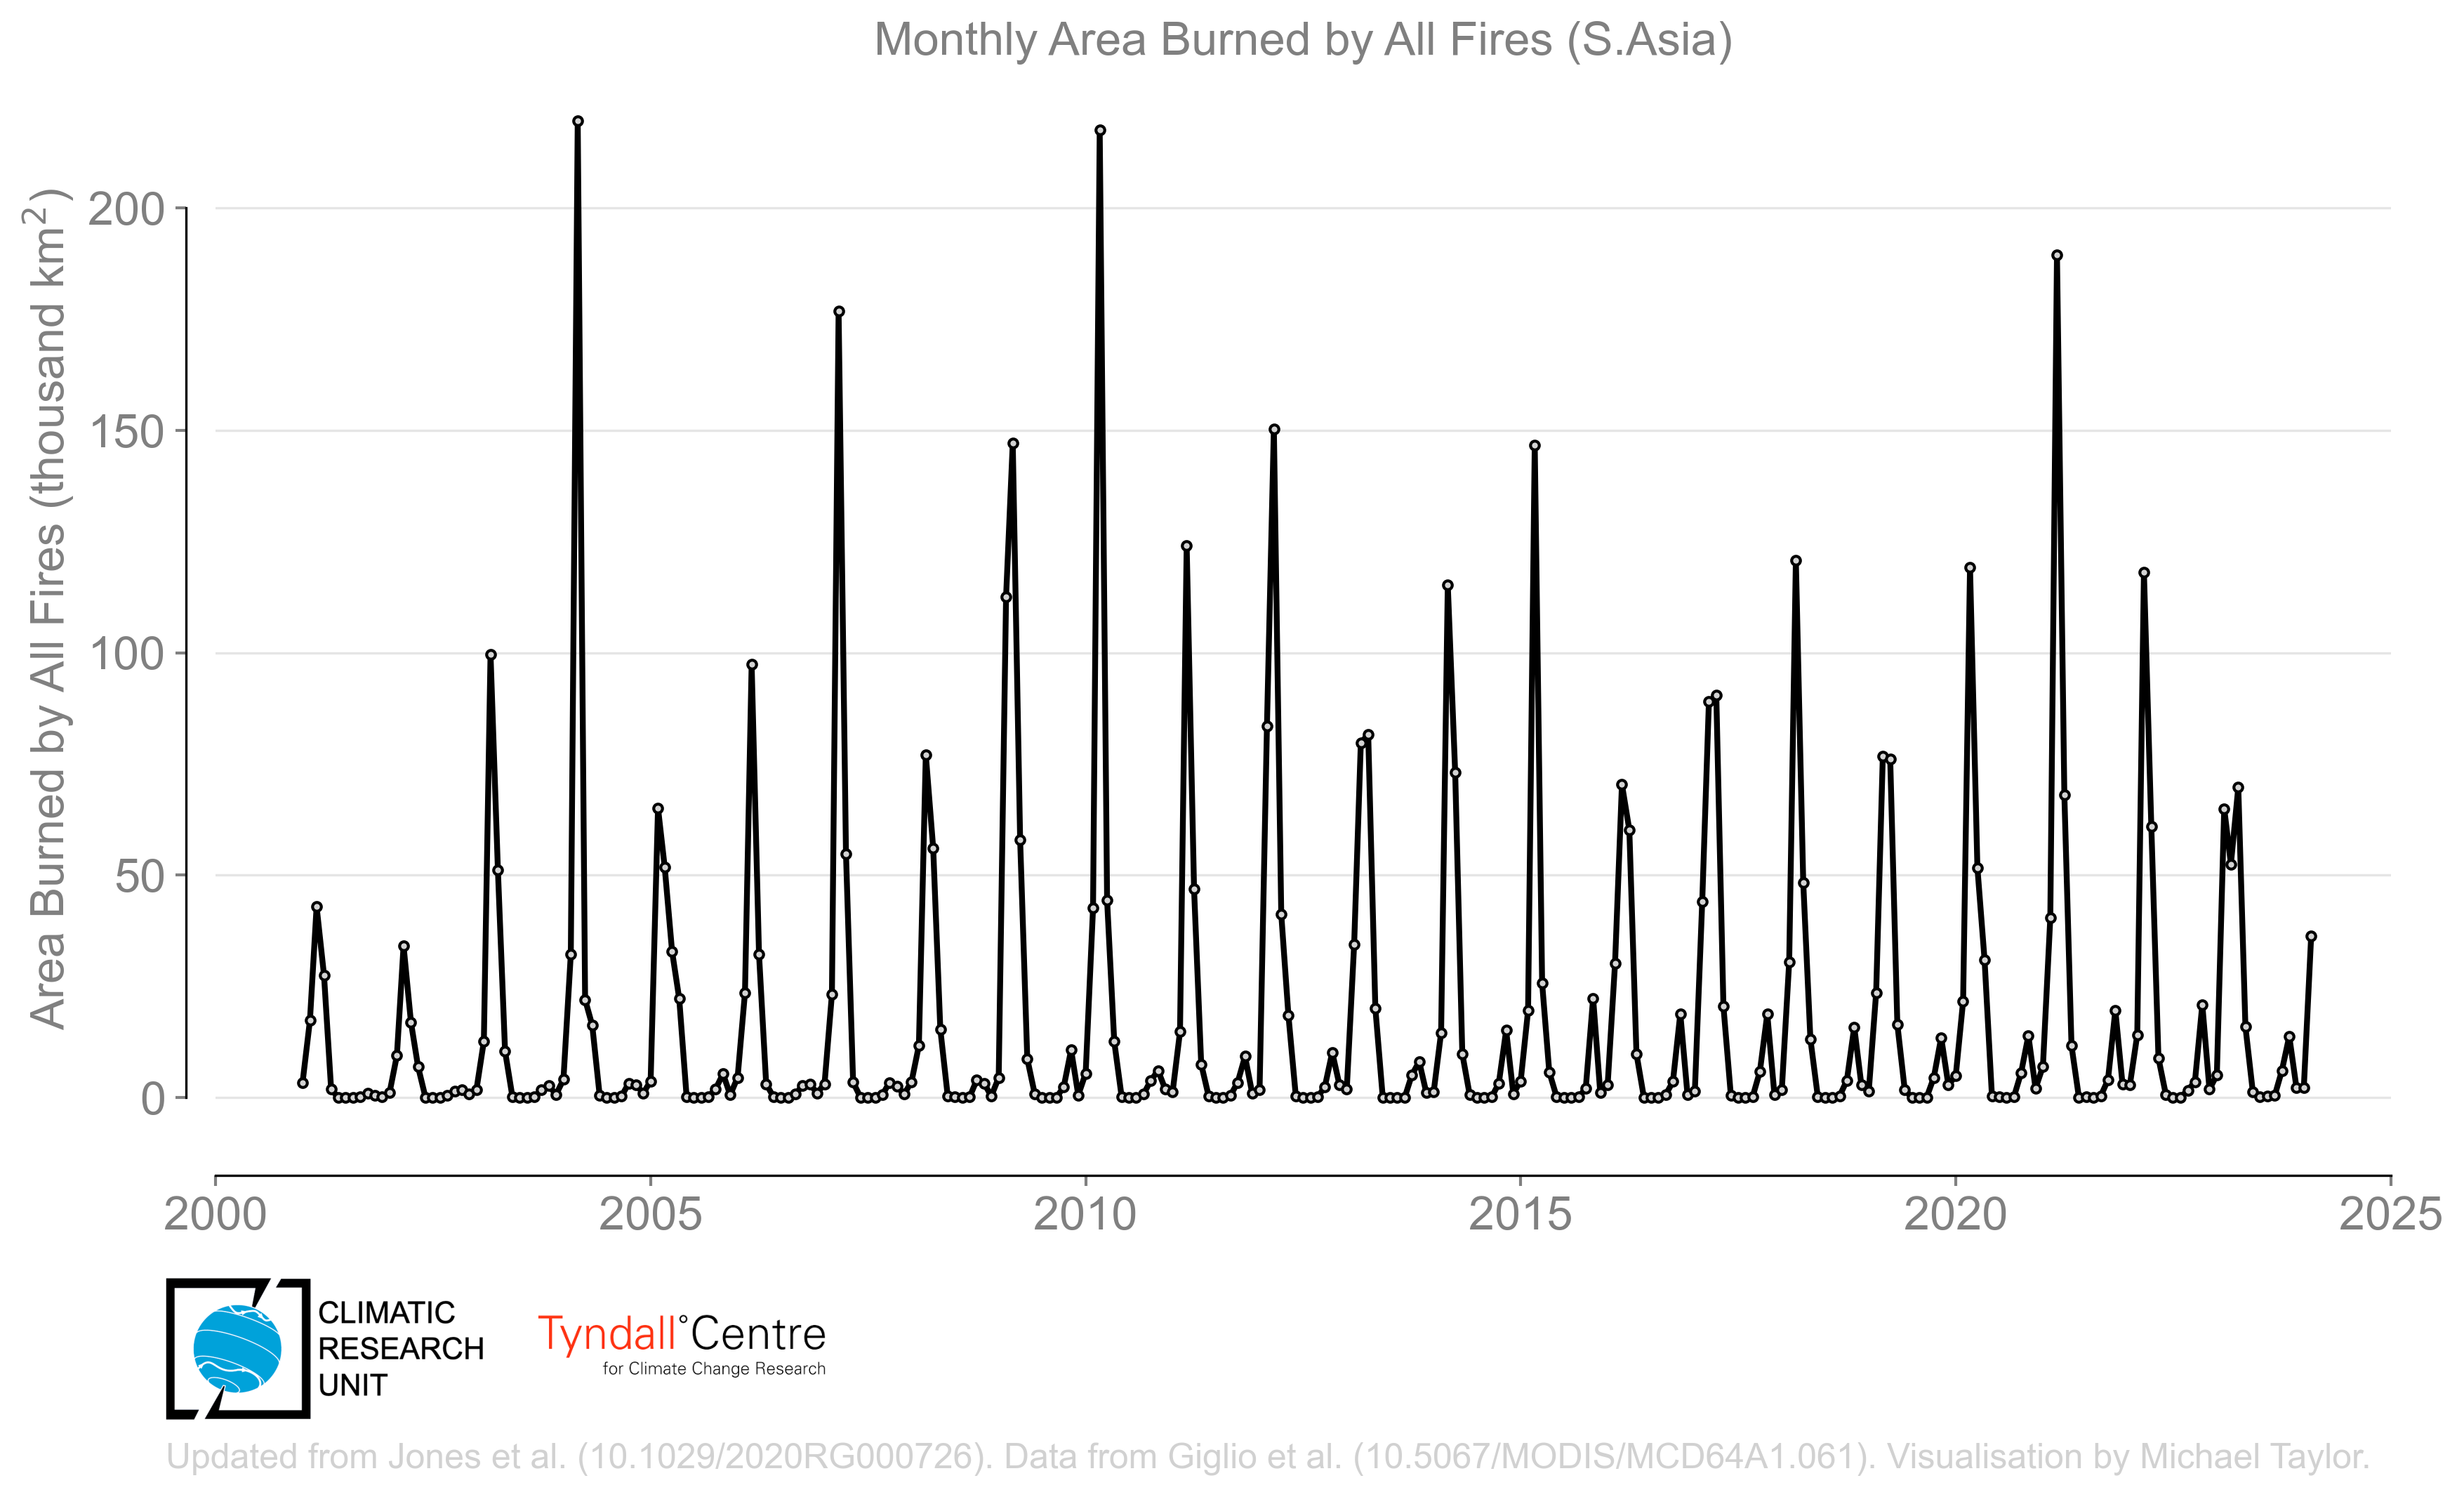 Monthly Area Burned by All Fires (S.Asia)
Area Burned by All Fires (thousand km²)
200
150
100
50
0
2000
2005
2010
2015
2020
2025
CLIMATIC
RESEARCH
UNIT
Tyndall°Centre
for Climate Change Research
Updated from Jones et al. (10.1029/2020RG000726). Data from Giglio et al. (10.5067/MODIS/MCD64A1.061). Visualisation by Michael Taylor.